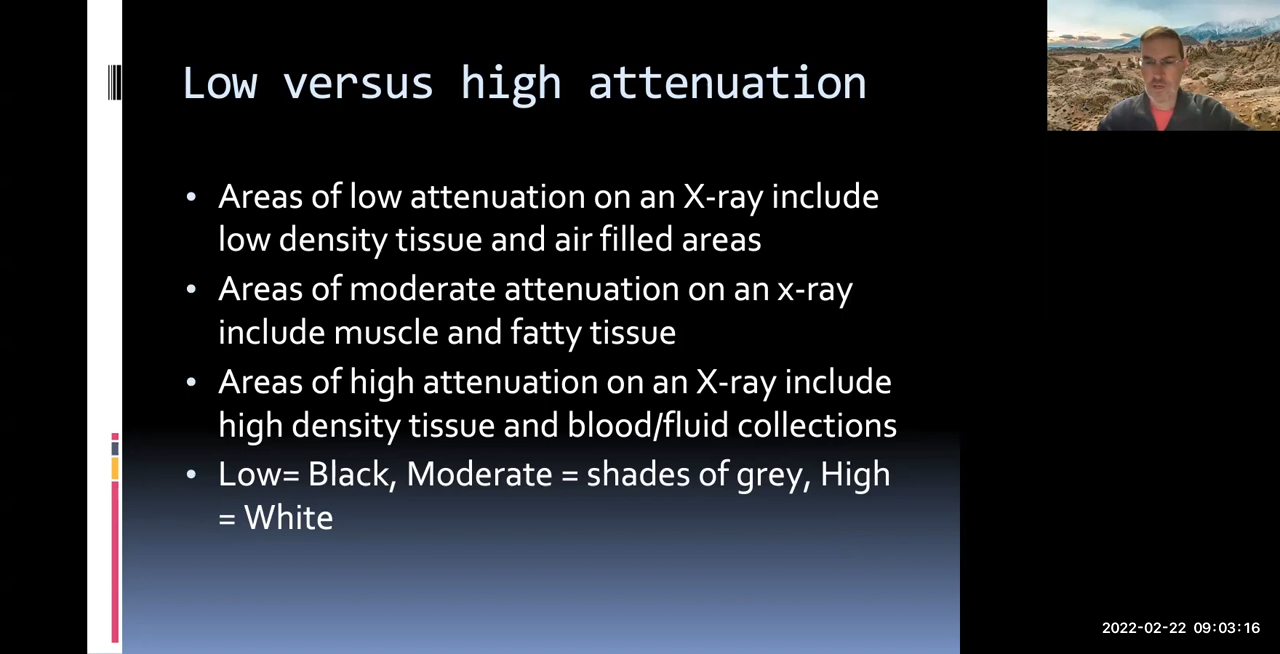 Low versus high attenuation
• Areas of low attenuation on an X-ray include
low density tissue and air filled areas
• Areas of moderate attenuation on an x-ray
include muscle and fatty tissue
• Areas of high attenuation on an X-ray include
high density tissue and blood/fluid collections
• Low= Black, Moderate = shades of grey, High
= White
2022-02-22 09:03:16